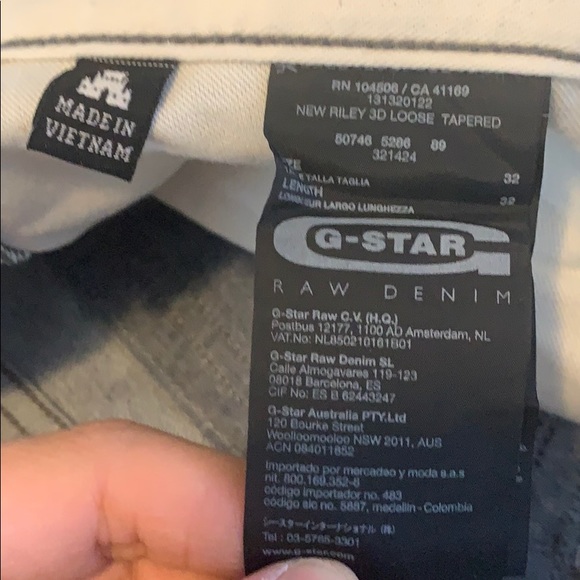 MADE IN
VIETNAM
RN 104506 / CA 41169
131320122
NEW RILEY 3D LOOSE TAPERED
50746 5286 89
321424
TALLA TAGLIA 32
LENGTH
LARGO LUNGHEZZA
G-STAR
RAW DENIM
G-Star Raw C.V. (H.Q.)
Postbus 12177, 1100 AD Amsterdam, NL
VAT.No: NL850210161B01
G-Star Raw Denim SL
Calle Almogavares 119-123
08018 Barcelona, ES
CIF No: ES B 62443247
G-Star Australia PTY.Ltd
120 Bourke Street
Woolloomooloo NSW 2011, AUS
ACN 084011852
Importado por mercadeo y moda s.a.s
nit. 800.169.352-8
código importador no. 483
código sic no. 5687, medellin - Colombia
ジースターインターナショナル (株)
Tel : 03-5785-3301
www.g-star.com